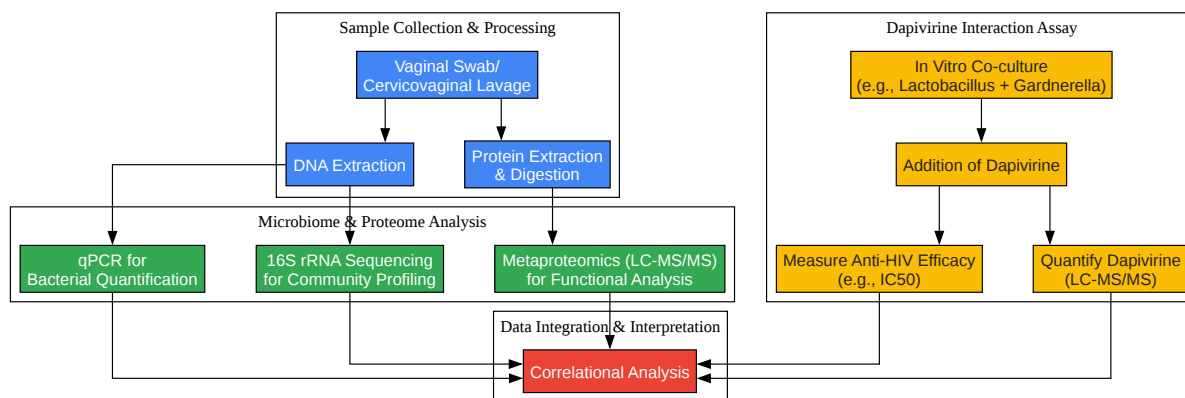 Sample Collection & Processing
Vaginal Swab/
Cervicovaginal Lavage
DNA Extraction
Protein Extraction
& Digestion
Microbiome & Proteome Analysis
qPCR for
Bacterial Quantification
16S rRNA Sequencing
for Community Profiling
Metaproteomics (LC-MS/MS)
for Functional Analysis
Dapivirine Interaction Assay
In Vitro Co-culture
(e.g., Lactobacillus + Gardnerella)
Addition of Dapivirine
Measure Anti-HIV Efficacy
(e.g., IC50)
Quantify Dapivirine
(LC-MS/MS)
Data Integration & Interpretation
Correlational Analysis